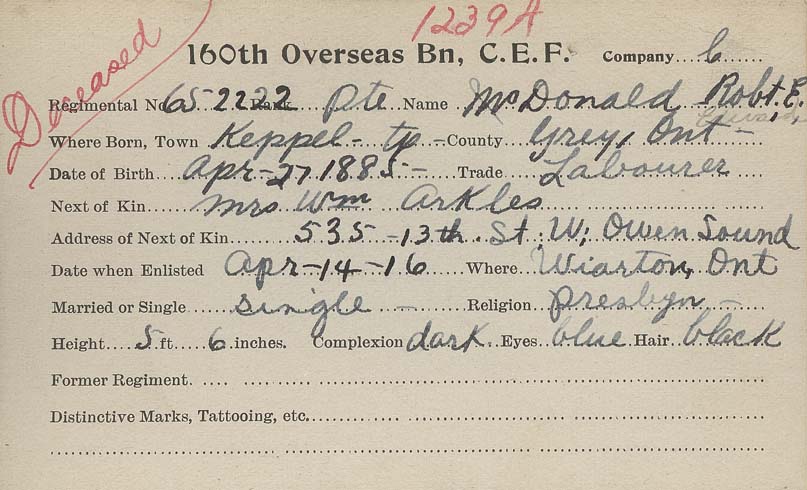 1239A
Deceased
160th Overseas Bn, C.E.F. Company C
Regimental No. 652222 Rank Pte Name McDonald Robt. E.
Where Born, Town Keppel - tp - County Grey, Ont -
Date of Birth Apr - 27 1885 - Trade Labourer
Next of Kin Mrs Wm Arkles
Address of Next of Kin 535 - 13th St. W; Owen Sound
Date when Enlisted Apr - 14 - 16 Where Wiarton, Ont
Married or Single single - Religion Presbyn -
Height 5 ft 6 inches. Complexion dark. Eyes blue Hair black
Former Regiment.
Distinctive Marks, Tattooing, etc.